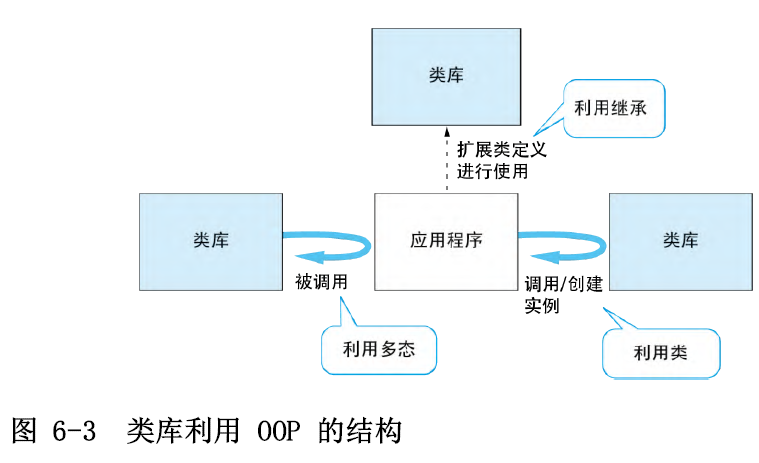 类库
利用继承
扩展类定义
进行使用
类库
应用程序
类库
被调用
调用/创建
实例
利用多态
利用类
图 6-3 类库利用 OOP 的结构